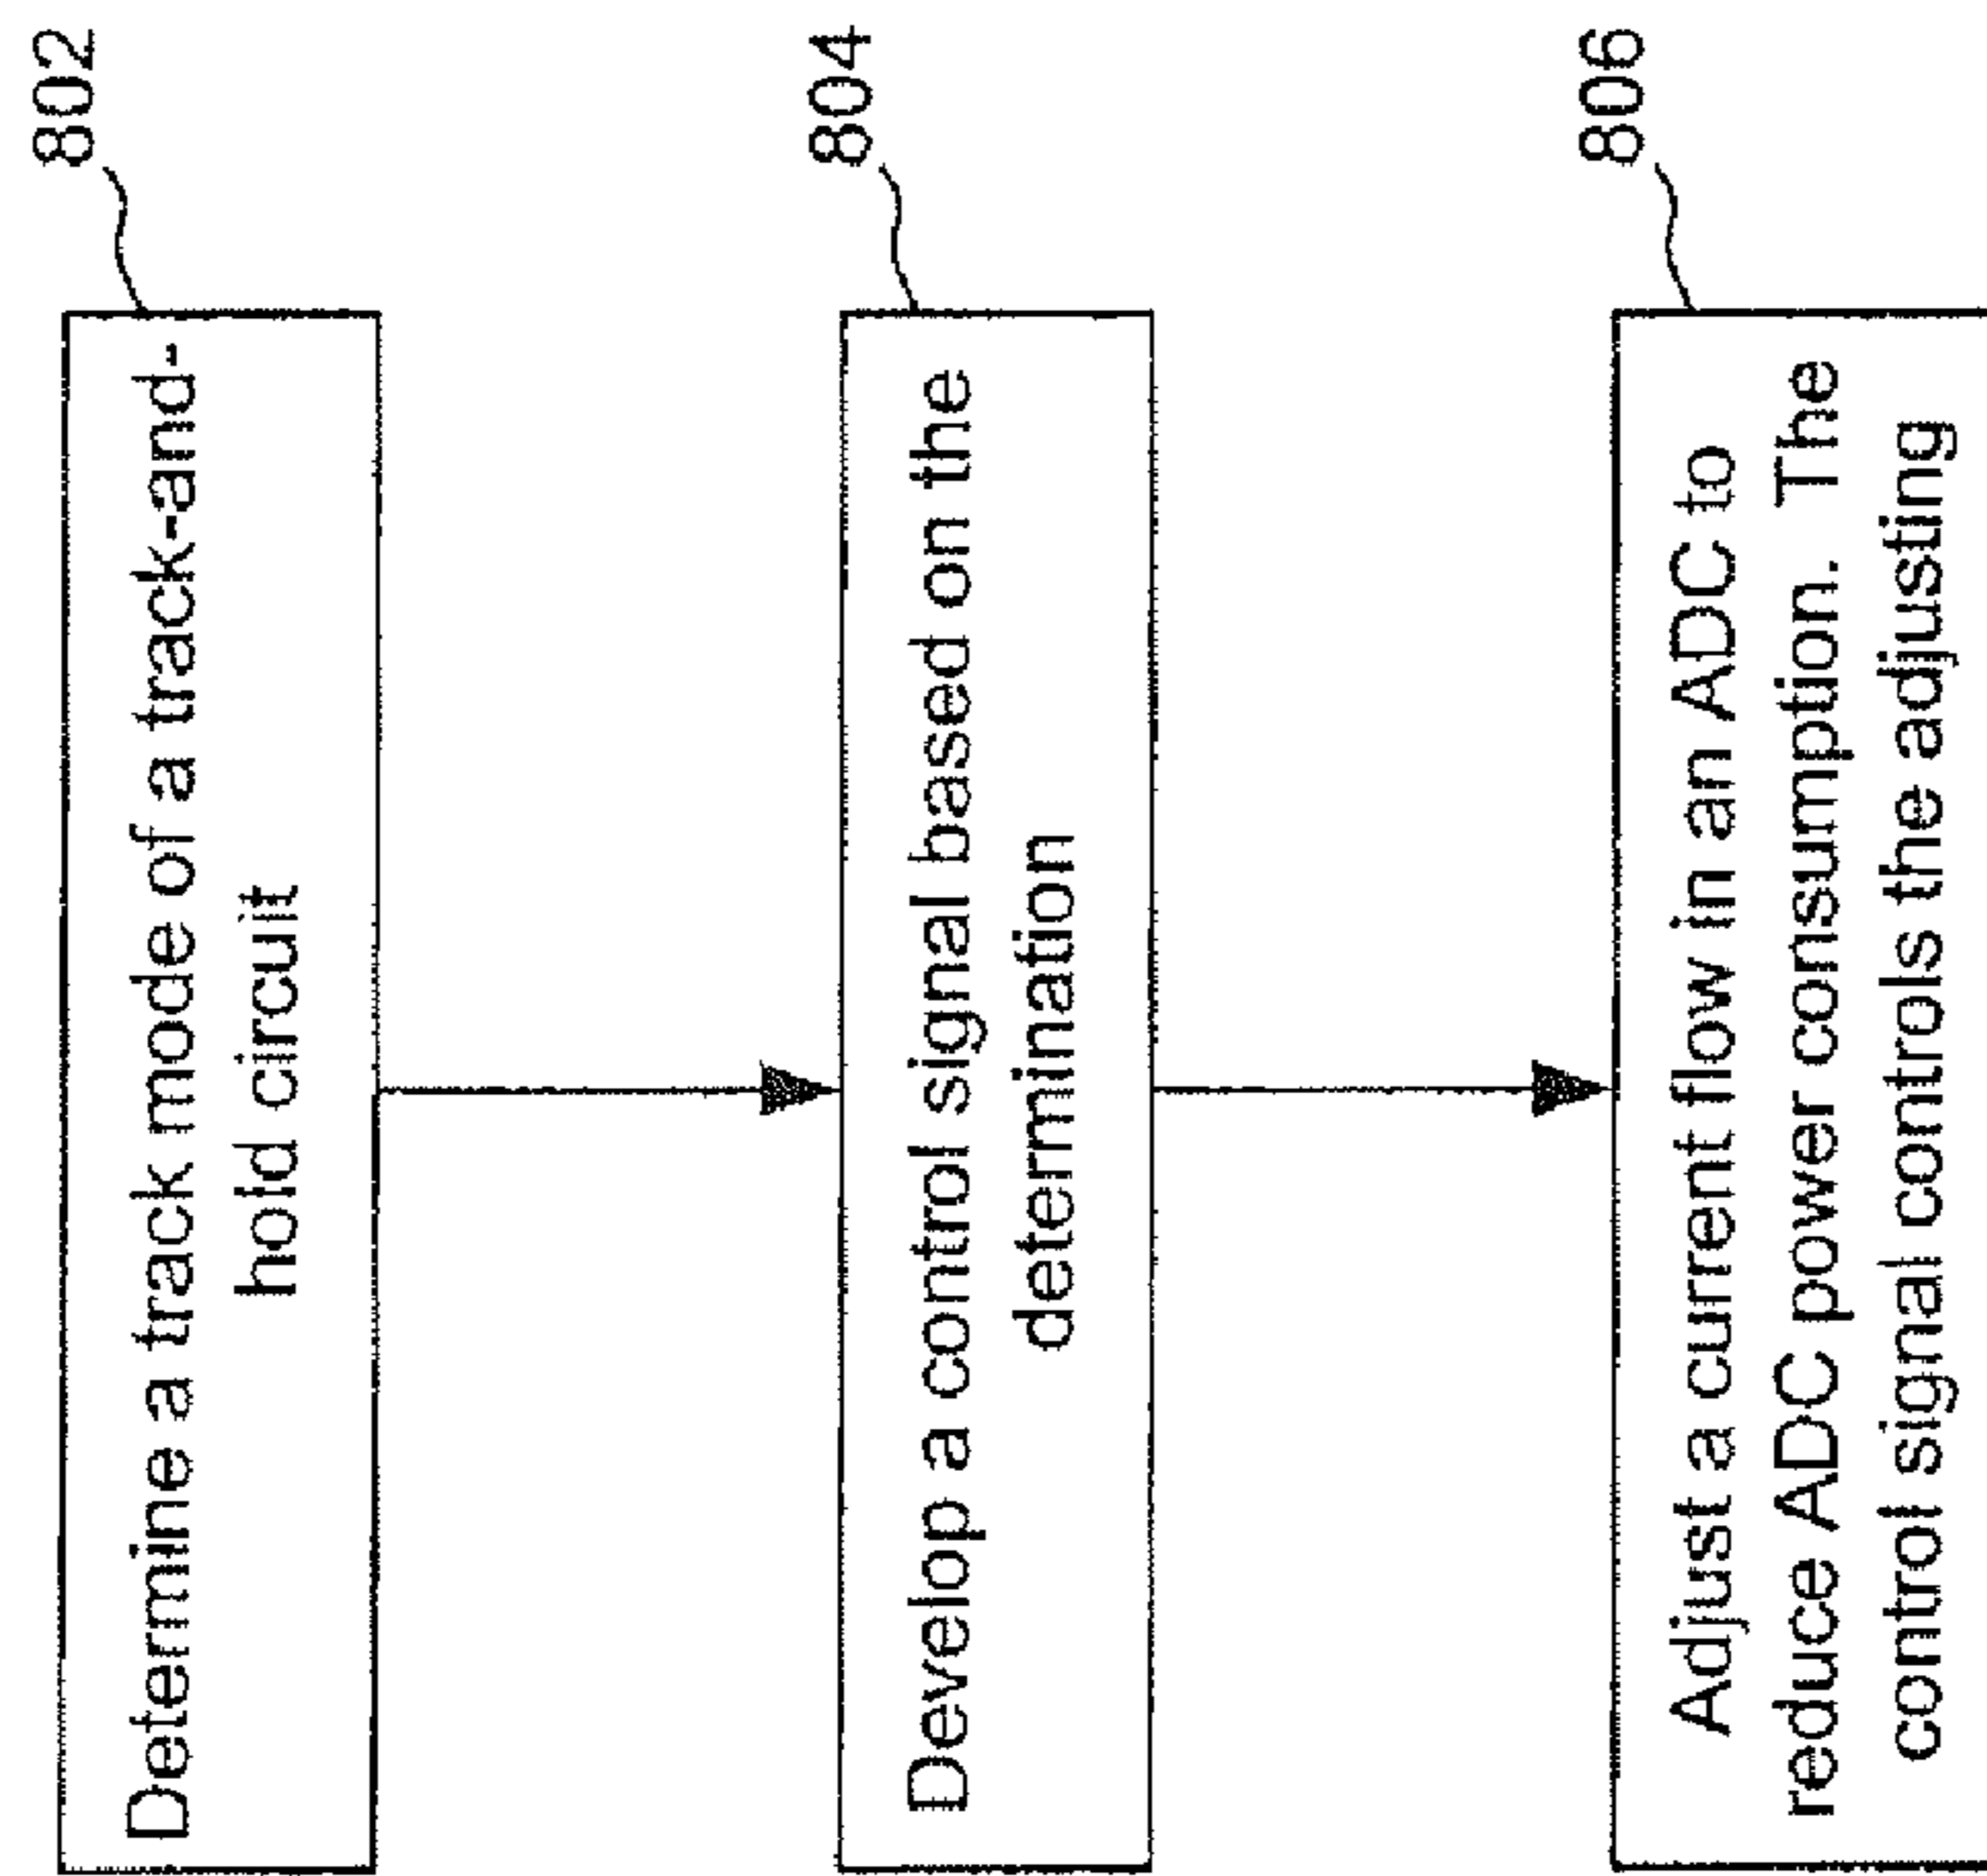 802
Determine a track mode of a track-and-
hold circuit
804
Develop a control signal based on the
determination
806
Adjust a current flow in an ADC to
reduce ADC power consumption. The
control signal controls the adjusting